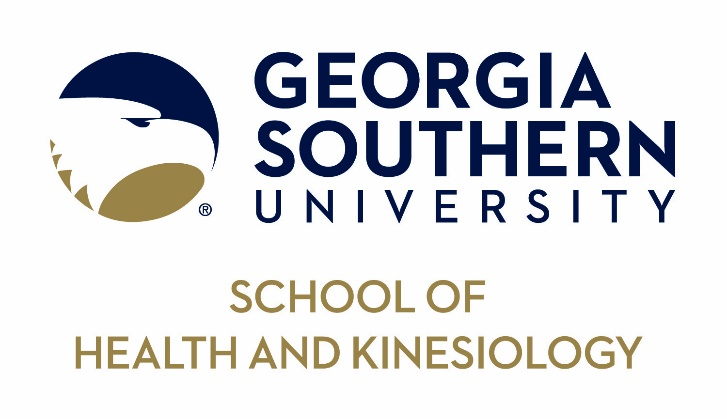 GEORGIA
SOUTHERN
UNIVERSITY
®
SCHOOL OF
HEALTH AND KINESIOLOGY